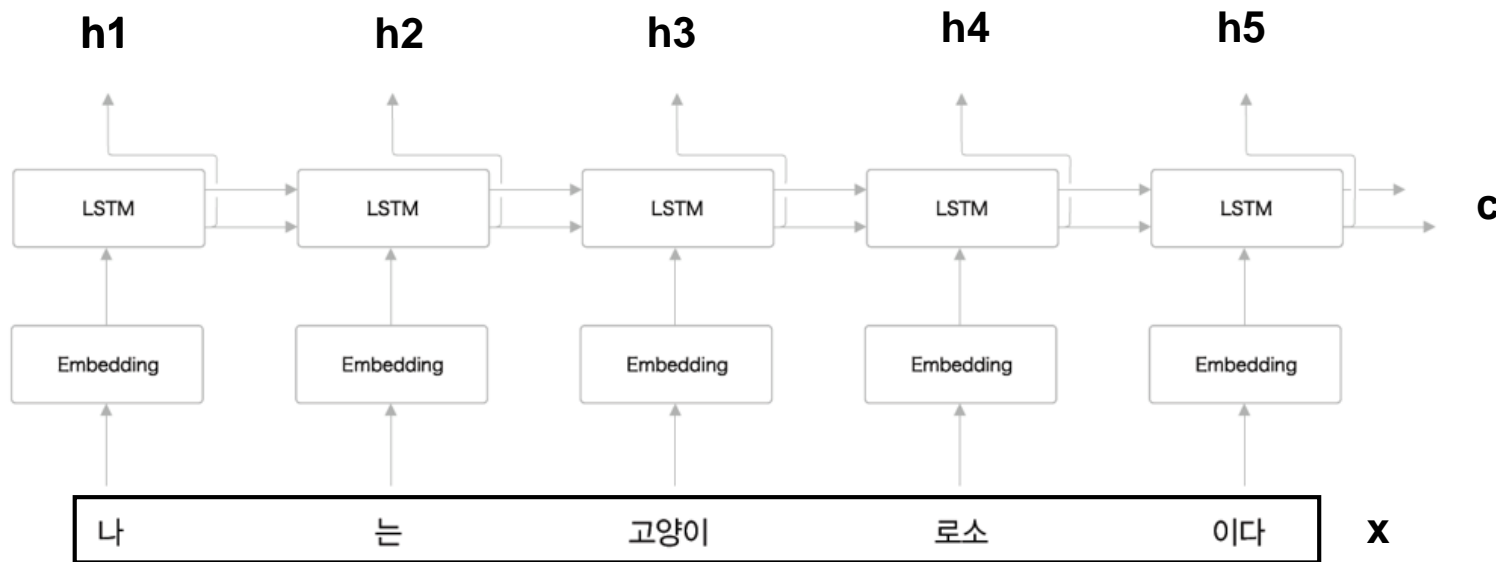 h1 h2 h3 h4 h5
LSTM LSTM LSTM LSTM LSTM c
Embedding Embedding Embedding Embedding Embedding
나 는 고양이 로소 이다 x